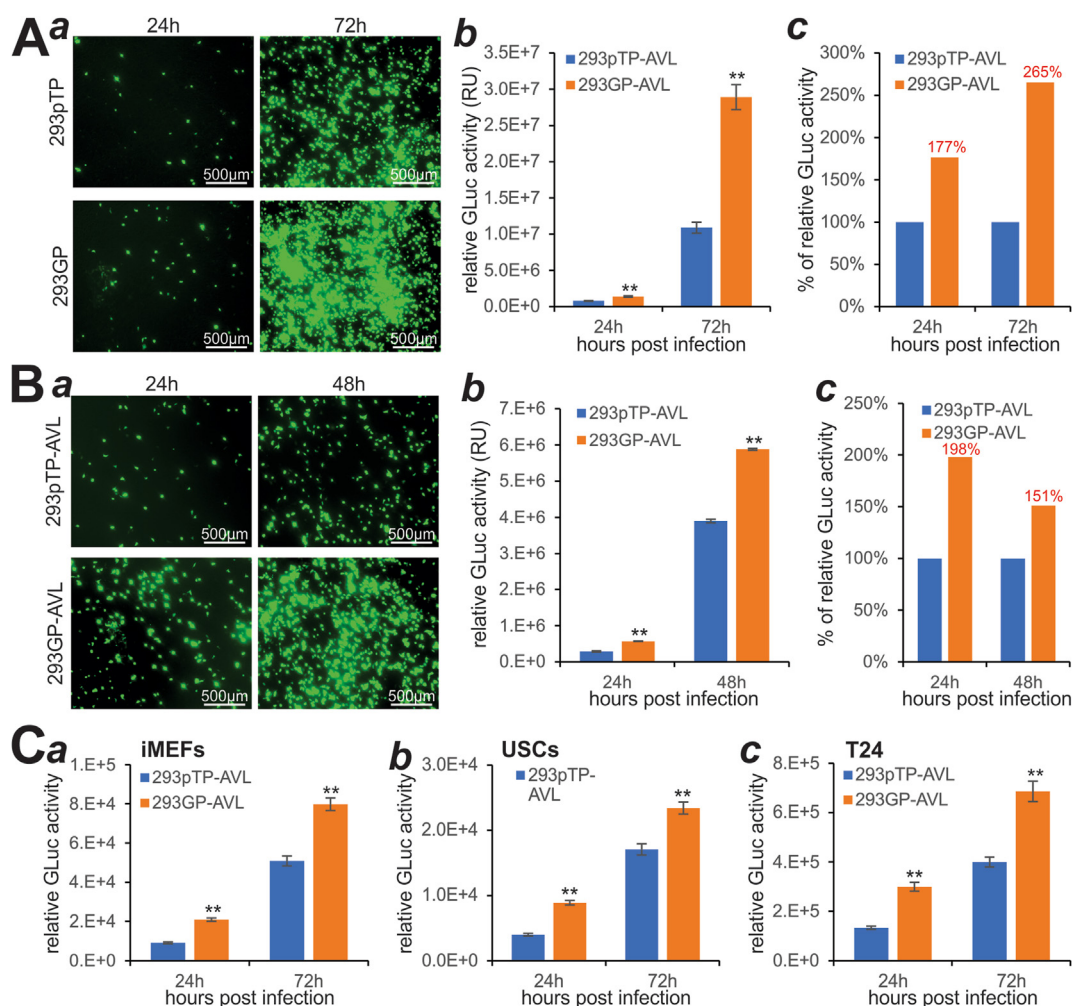 A
a
24h
72h
293pTP
500μm
500μm
293GP
500μm
500μm
b
relative GLuc activity (RU)
3.5E+7
3.0E+7
2.5E+7
2.0E+7
1.5E+7
1.0E+7
5.0E+6
0.0E+0
293pTP-AVL
293GP-AVL
**
**
24h
72h
hours post infection
c
% of relative GLuc activity
300%
250%
200%
150%
100%
50%
0%
293pTP-AVL
293GP-AVL
177%
265%
24h
72h
hours post infection
B
a
24h
48h
293pTP-AVL
500μm
500μm
293GP-AVL
500μm
500μm
b
relative GLuc activity (RU)
7.E+6
6.E+6
5.E+6
4.E+6
3.E+6
2.E+6
1.E+6
0.E+0
293pTP-AVL
293GP-AVL
**
**
24h
48h
hours post infection
c
% of relative GLuc activity
250%
200%
150%
100%
50%
0%
293pTP-AVL
293GP-AVL
198%
151%
24h
48h
hours post infection
C
a
iMEFs
relative GLuc activity
1.E+5
8.E+4
6.E+4
4.E+4
2.E+4
0.E+0
293pTP-AVL
293GP-AVL
**
**
24h
72h
hours post infection
b
USCs
relative GLuc activity
3.0E+4
2.0E+4
1.0E+4
0.0E+0
293pTP-
AVL
**
**
24h
72h
hours post infection
c
T24
relative GLuc activity
8.E+5
6.E+5
4.E+5
2.E+5
0.E+0
293pTP-AVL
293GP-AVL
**
**
24h
72h
hours post infection